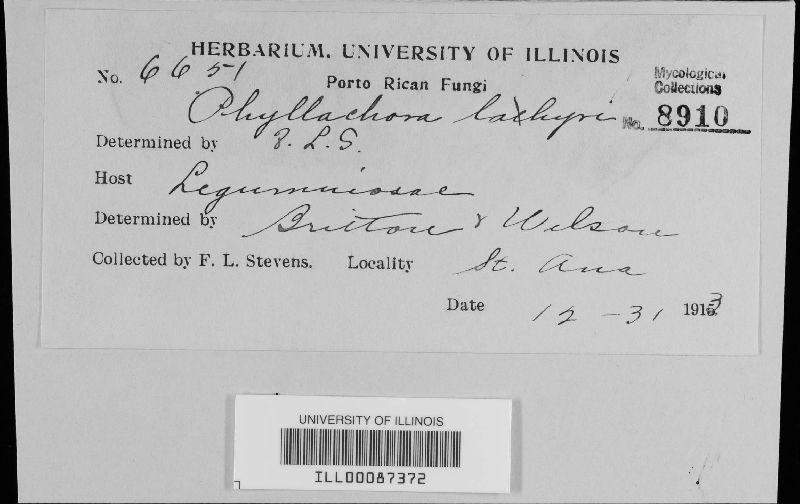 HERBARIUM. UNIVERSITY OF ILLINOIS
No. 6651
Porto Rican Fungi
Mycological Collections
No. 8910
Phyllachora lathyri
Determined by F. L. S.
Host Leguminosae
Determined by Britton & Wilson
Collected by F. L. Stevens. Locality St. Ana
Date 12-31 1913
UNIVERSITY OF ILLINOIS
ILL00087372